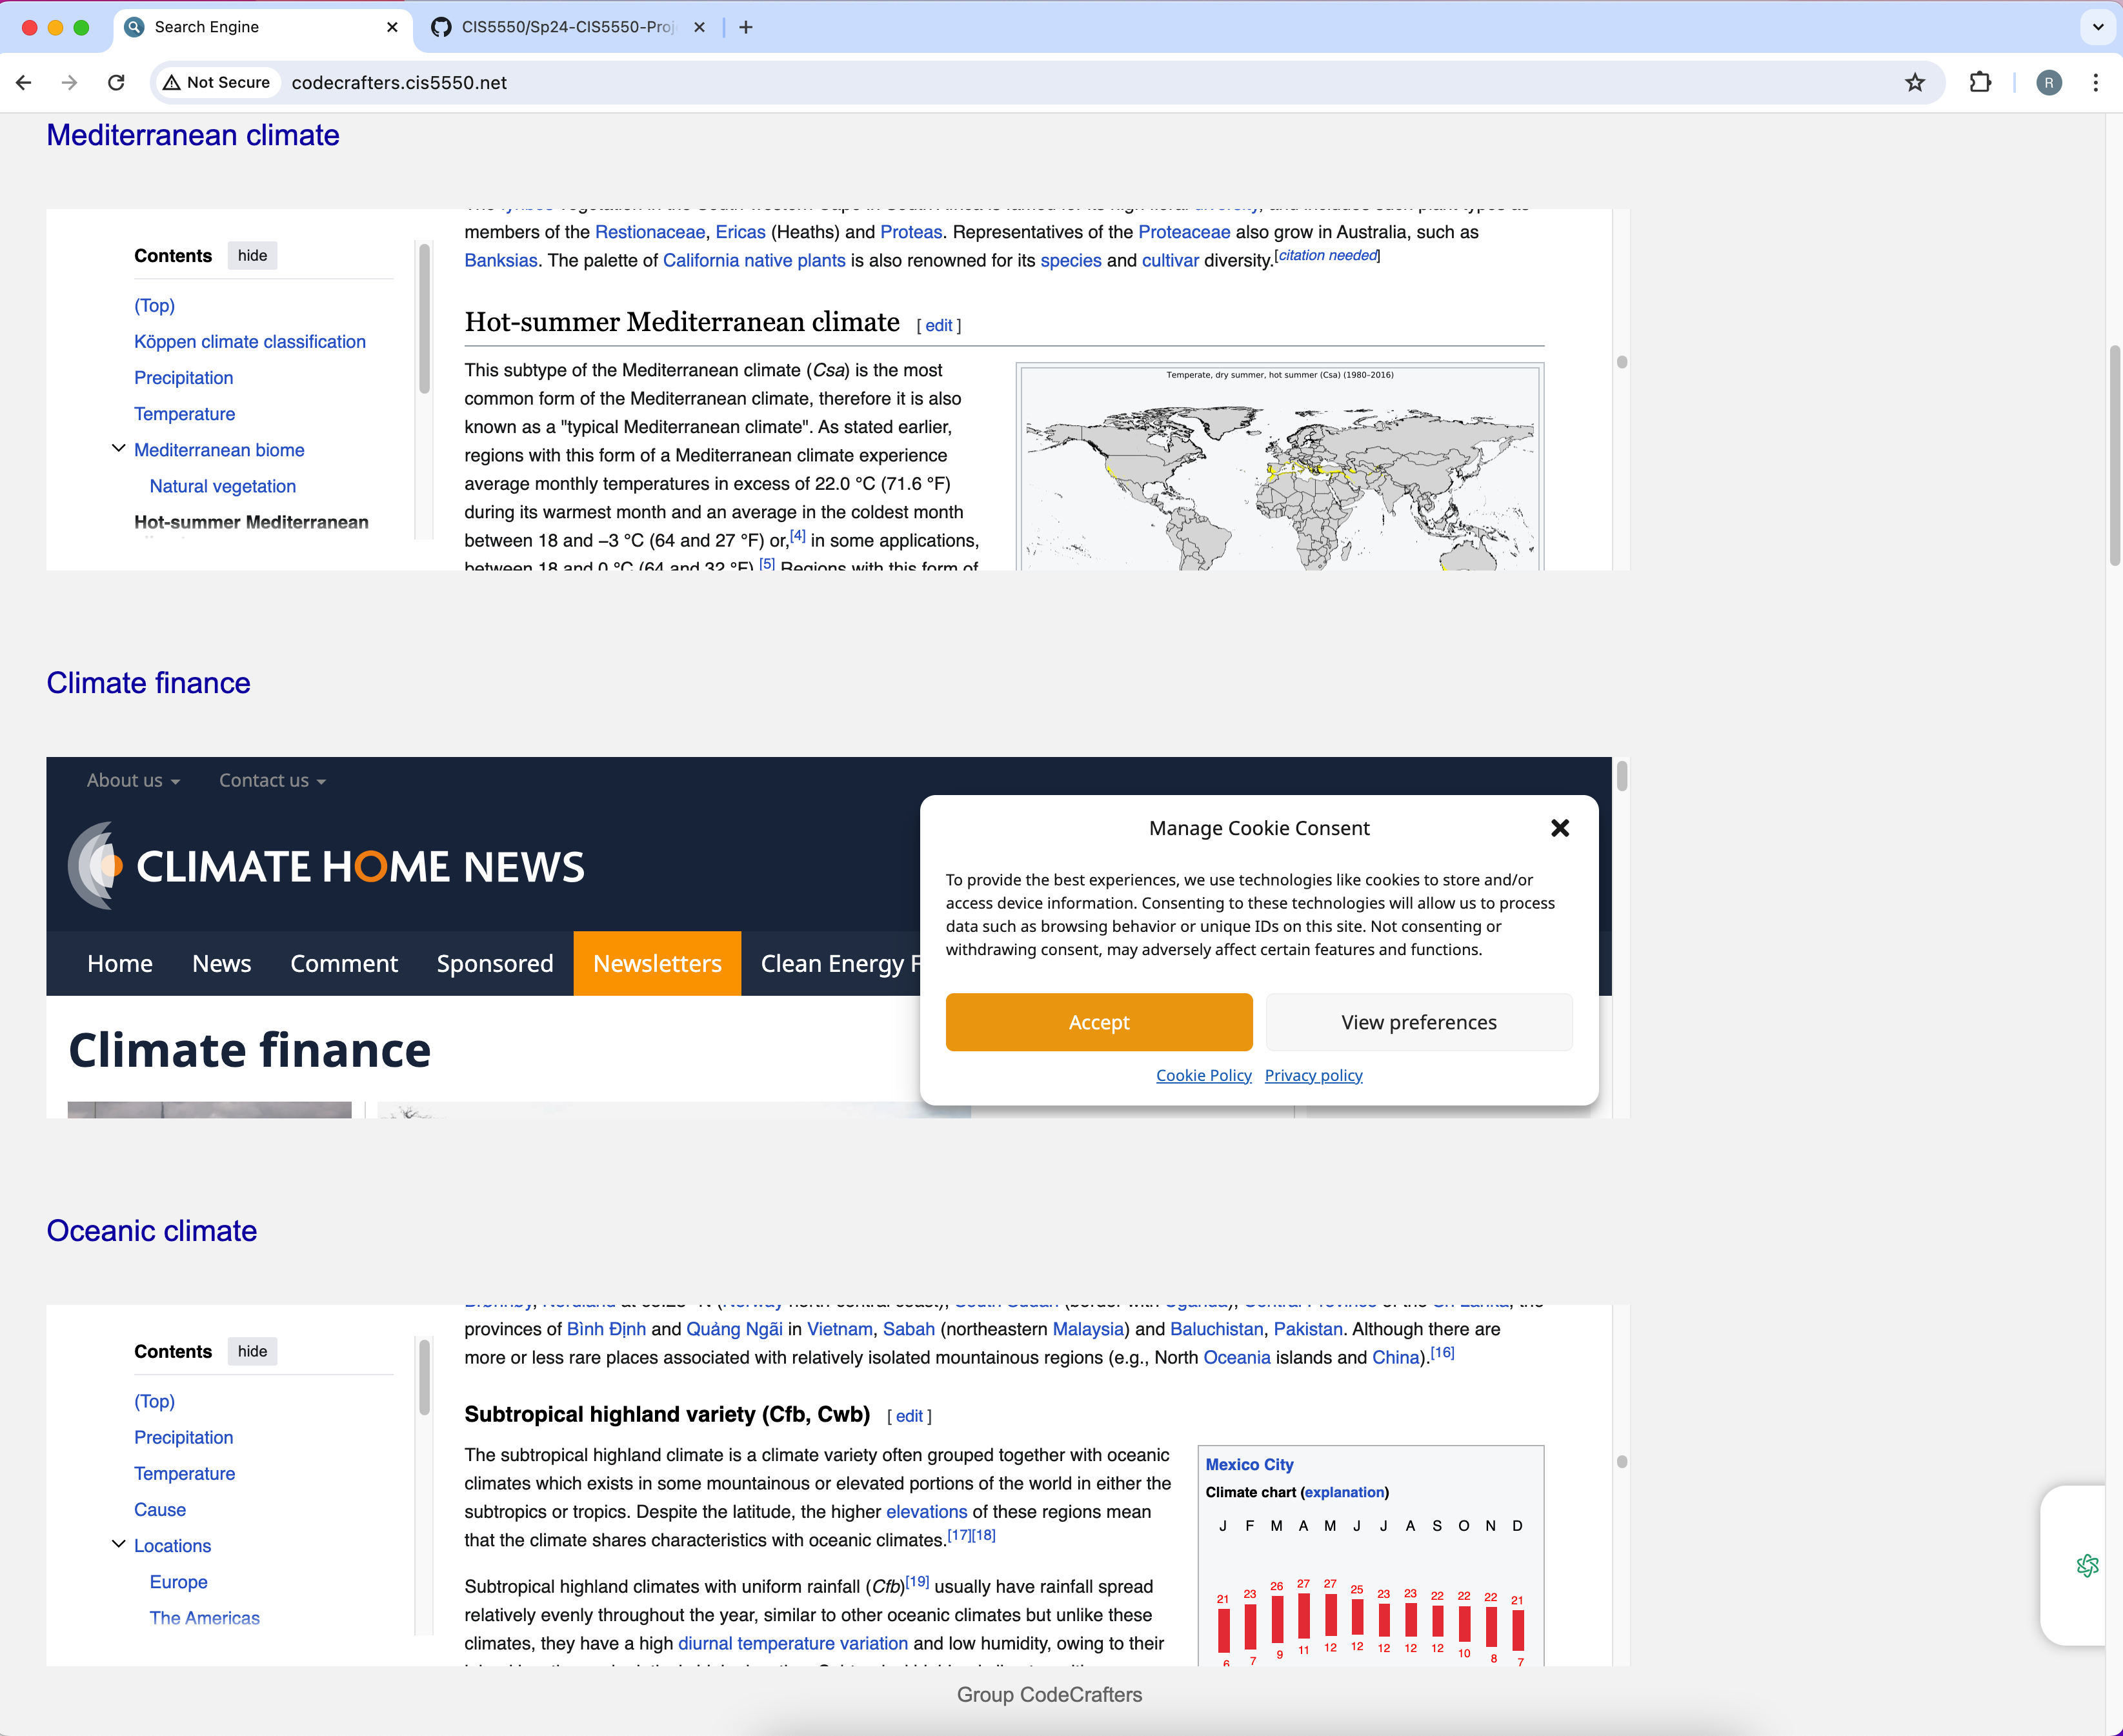 Search Engine
CIS5550/Sp24-CIS5550-Proj
Not Secure
codecrafters.cis5550.net
R
Mediterranean climate
Contents
hide
(Top)
Köppen climate classification
Precipitation
Temperature
Mediterranean biome
Natural vegetation
Hot-summer Mediterranean
members of the Restionaceae, Ericas (Heaths) and Proteas. Representatives of the Proteaceae also grow in Australia, such as
Banksias. The palette of California native plants is also renowned for its species and cultivar diversity.[citation needed]
Hot-summer Mediterranean climate [ edit ]
This subtype of the Mediterranean climate (Csa) is the most
common form of the Mediterranean climate, therefore it is also
known as a "typical Mediterranean climate". As stated earlier,
regions with this form of a Mediterranean climate experience
average monthly temperatures in excess of 22.0 °C (71.6 °F)
during its warmest month and an average in the coldest month
between 18 and −3 °C (64 and 27 °F) or,[4] in some applications,
between 18 and 0 °C (64 and 32 °F).[5] Regions with this form of
Temperate, dry summer, hot summer (Csa) (1980–2016)
Climate finance
About us
Contact us
CLIMATE HOME NEWS
Home
News
Comment
Sponsored
Newsletters
Clean Energy F
Climate finance
Manage Cookie Consent
To provide the best experiences, we use technologies like cookies to store and/or
access device information. Consenting to these technologies will allow us to process
data such as browsing behavior or unique IDs on this site. Not consenting or
withdrawing consent, may adversely affect certain features and functions.
Accept
View preferences
Cookie Policy
Privacy policy
Oceanic climate
Contents
hide
(Top)
Precipitation
Temperature
Cause
Locations
Europe
The Americas
provinces of Bình Định and Quảng Ngãi in Vietnam, Sabah (northeastern Malaysia) and Baluchistan, Pakistan. Although there are
more or less rare places associated with relatively isolated mountainous regions (e.g., North Oceania islands and China).[16]
Subtropical highland variety (Cfb, Cwb) [ edit ]
The subtropical highland climate is a climate variety often grouped together with oceanic
climates which exists in some mountainous or elevated portions of the world in either the
subtropics or tropics. Despite the latitude, the higher elevations of these regions mean
that the climate shares characteristics with oceanic climates.[17][18]
Subtropical highland climates with uniform rainfall (Cfb)[19] usually have rainfall spread
relatively evenly throughout the year, similar to other oceanic climates but unlike these
climates, they have a high diurnal temperature variation and low humidity, owing to their
Mexico City
Climate chart (explanation)
J F M A M J J A S O N D
21 23 26 27 27 25 23 23 22 22 22 21
6 7 9 11 12 12 12 12 12 10 8 7
Group CodeCrafters